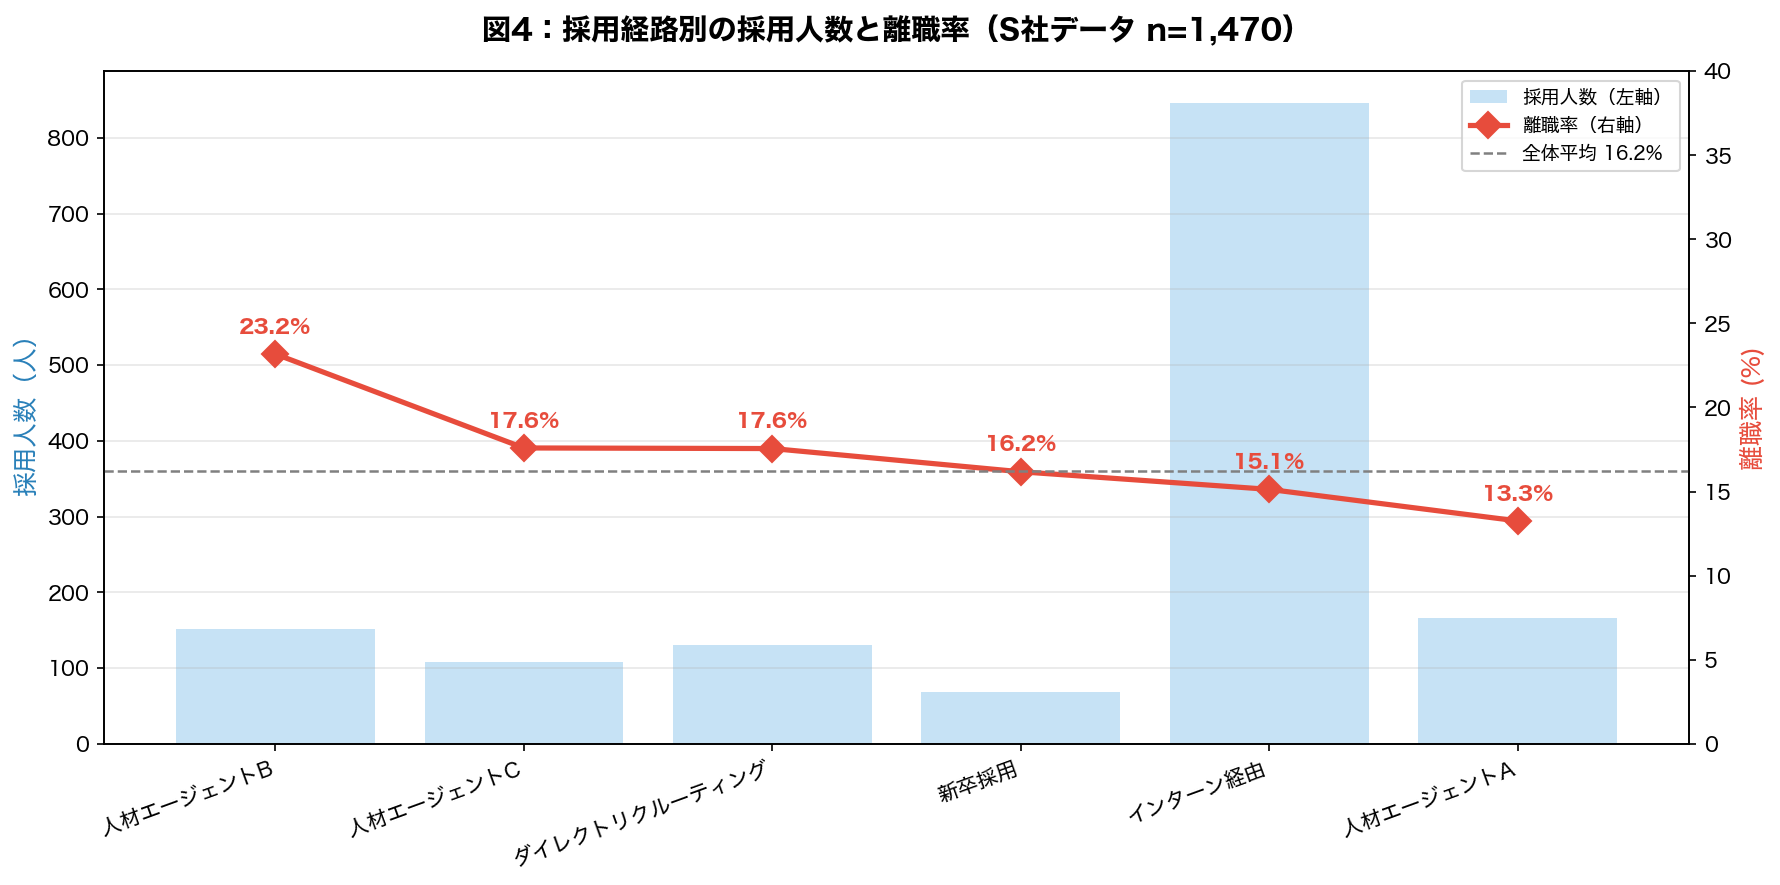 図4：採用経路別の採用人数と離職率（S社データ n=1,470）
採用人数（左軸）
離職率（右軸）
全体平均 16.2%
採用人数（人）
800
700
600
500
400
300
200
100
0
23.2%
17.6%
17.6%
16.2%
15.1%
13.3%
40
35
30
25
20
15
10
5
0
離職率（%）
人材エージェントB
人材エージェントC
ダイレクトリクルーティング
新卒採用
インターン経由
人材エージェントA